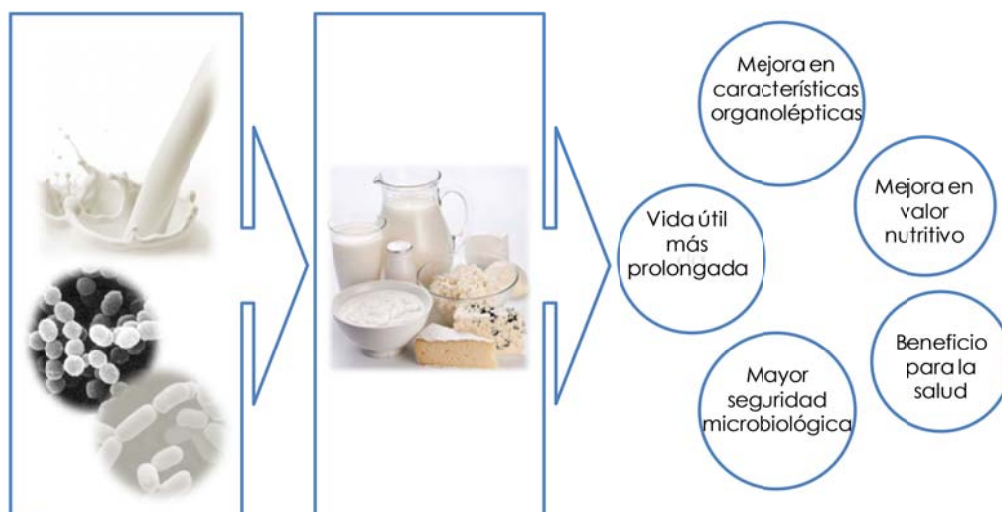 Mejora en
características
organolépticas
Mejora en
valor
nutritivo
Vida útil
más
prolongada
Beneficio
para la
salud
Mayor
seguridad
microbiológica